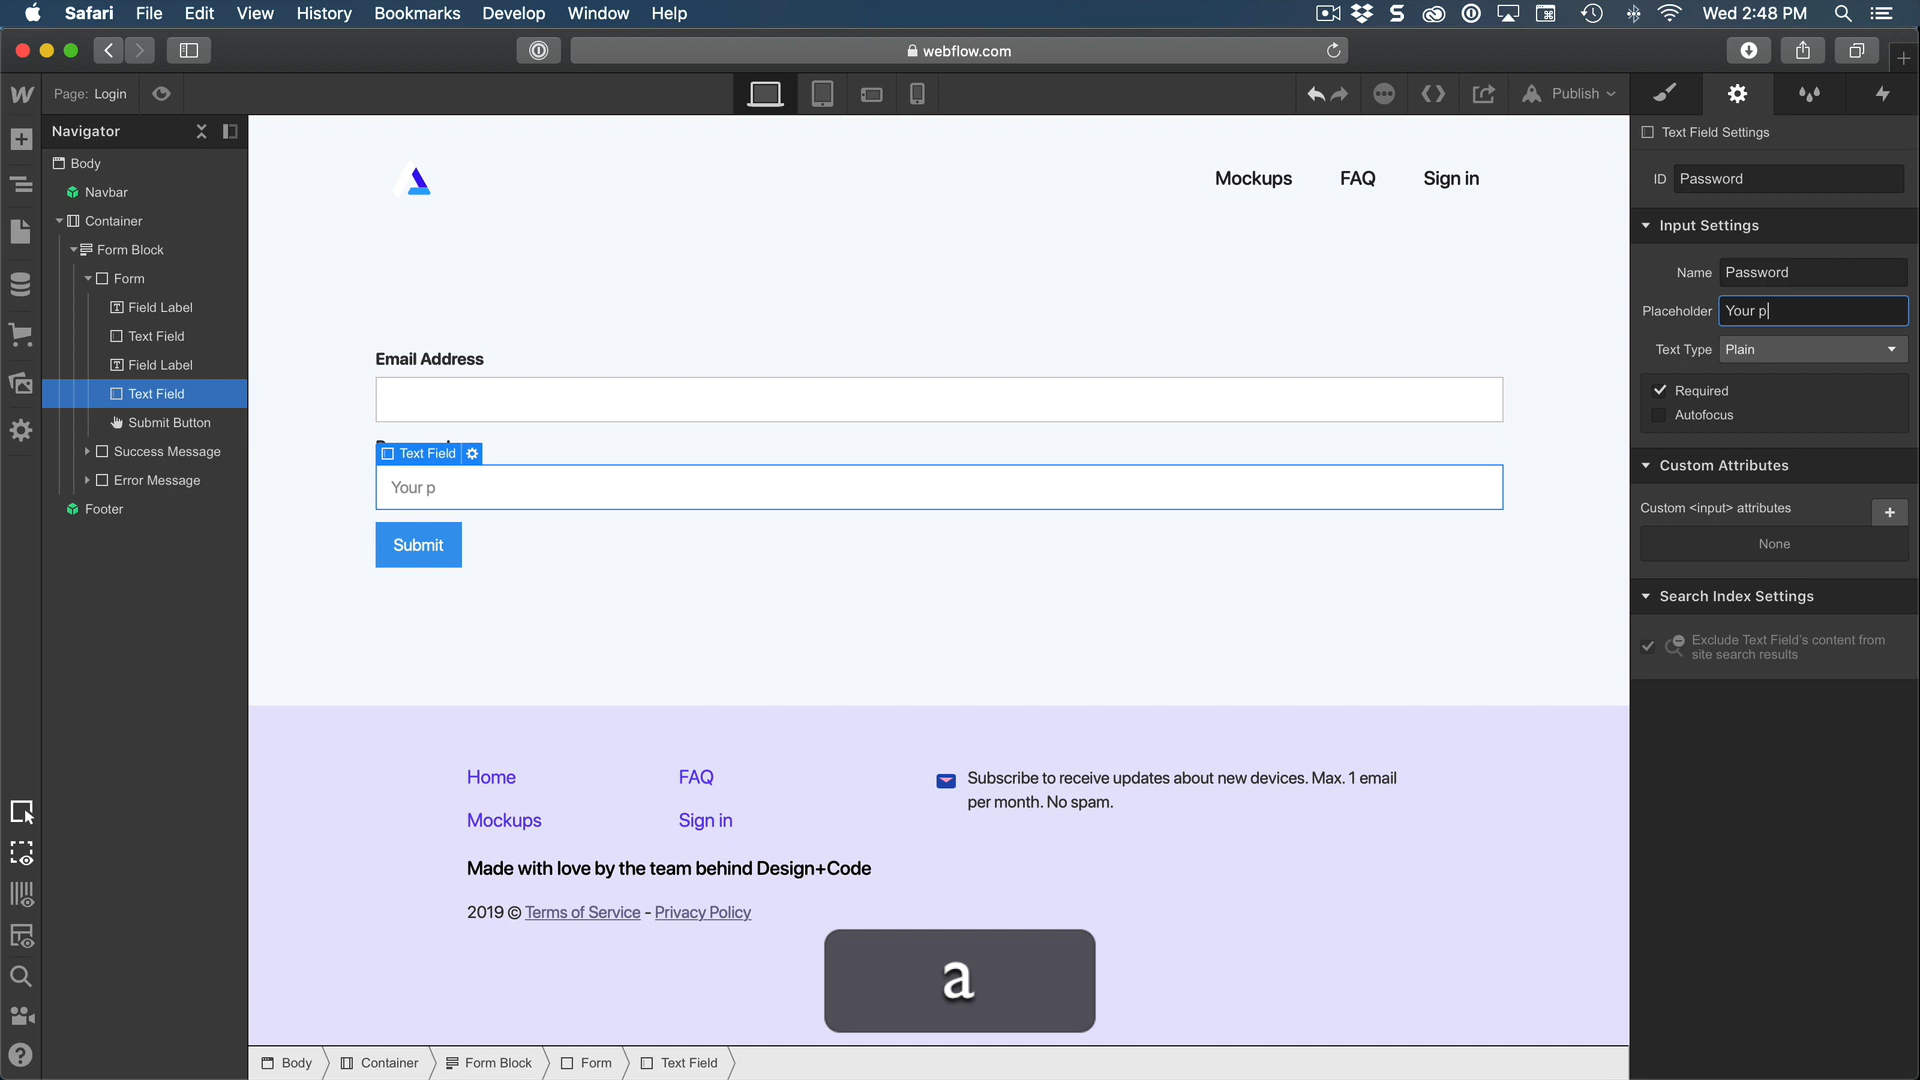 Safari File Edit View History Bookmarks Develop Window Help
Wed 2:48 PM
webflow.com
Page: Login
Publish
Navigator
Body
Navbar
Container
Form Block
Form
Field Label
Text Field
Field Label
Text Field
Submit Button
Success Message
Error Message
Footer
Mockups FAQ Sign in
Email Address
Text Field
Your p
Submit
Home
FAQ
Mockups
Sign in
Subscribe to receive updates about new devices. Max. 1 email
per month. No spam.
Made with love by the team behind Design+Code
2019 © Terms of Service - Privacy Policy
a
Body Container Form Block Form Text Field
Text Field Settings
ID Password
Input Settings
Name Password
Placeholder Your p
Text Type Plain
Required
Autofocus
Custom Attributes
Custom <input> attributes
+
None
Search Index Settings
Exclude Text Field's content from
site search results